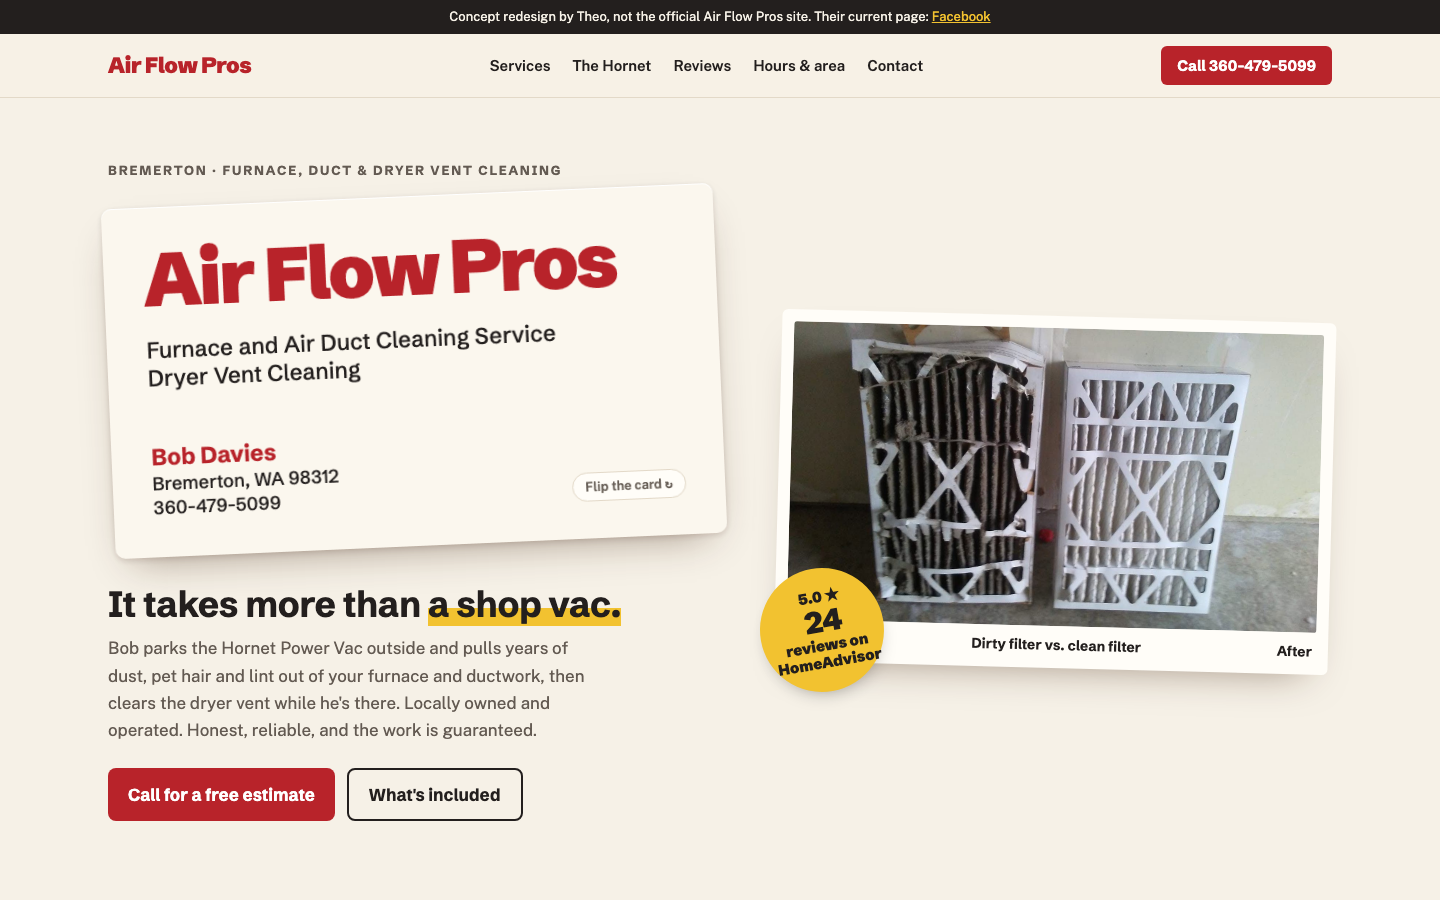 Concept redesign by Theo, not the official Air Flow Pros site. Their current page: Facebook
Air Flow Pros
Services
The Hornet
Reviews
Hours & area
Contact
Call 360-479-5099
BREMERTON · FURNACE, DUCT & DRYER VENT CLEANING
Air Flow Pros
Furnace and Air Duct Cleaning Service
Dryer Vent Cleaning
Bob Davies
Bremerton, WA 98312
360-479-5099
Flip the card ↻
It takes more than a shop vac.
Bob parks the Hornet Power Vac outside and pulls years of
dust, pet hair and lint out of your furnace and ductwork, then
clears the dryer vent while he's there. Locally owned and
operated. Honest, reliable, and the work is guaranteed.
Call for a free estimate
What's included
5.0 ★
24
reviews on
HomeAdvisor
Dirty filter vs. clean filter
After